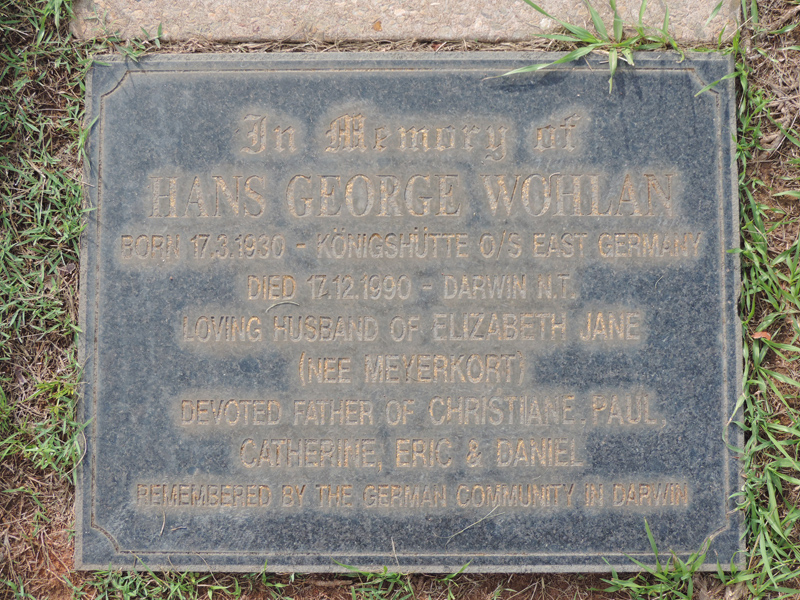 In Memory of
HANS GEORGE WOHLAN
BORN 17.3.1930 - KÖNIGSHÜTTE O/S EAST GERMANY
DIED 17.12.1990 - DARWIN N.T.
LOVING HUSBAND OF ELIZABETH JANE
(NEE MEYERKORT)
DEVOTED FATHER OF CHRISTIANE, PAUL,
CATHERINE, ERIC & DANIEL
REMEMBERED BY THE GERMAN COMMUNITY IN DARWIN